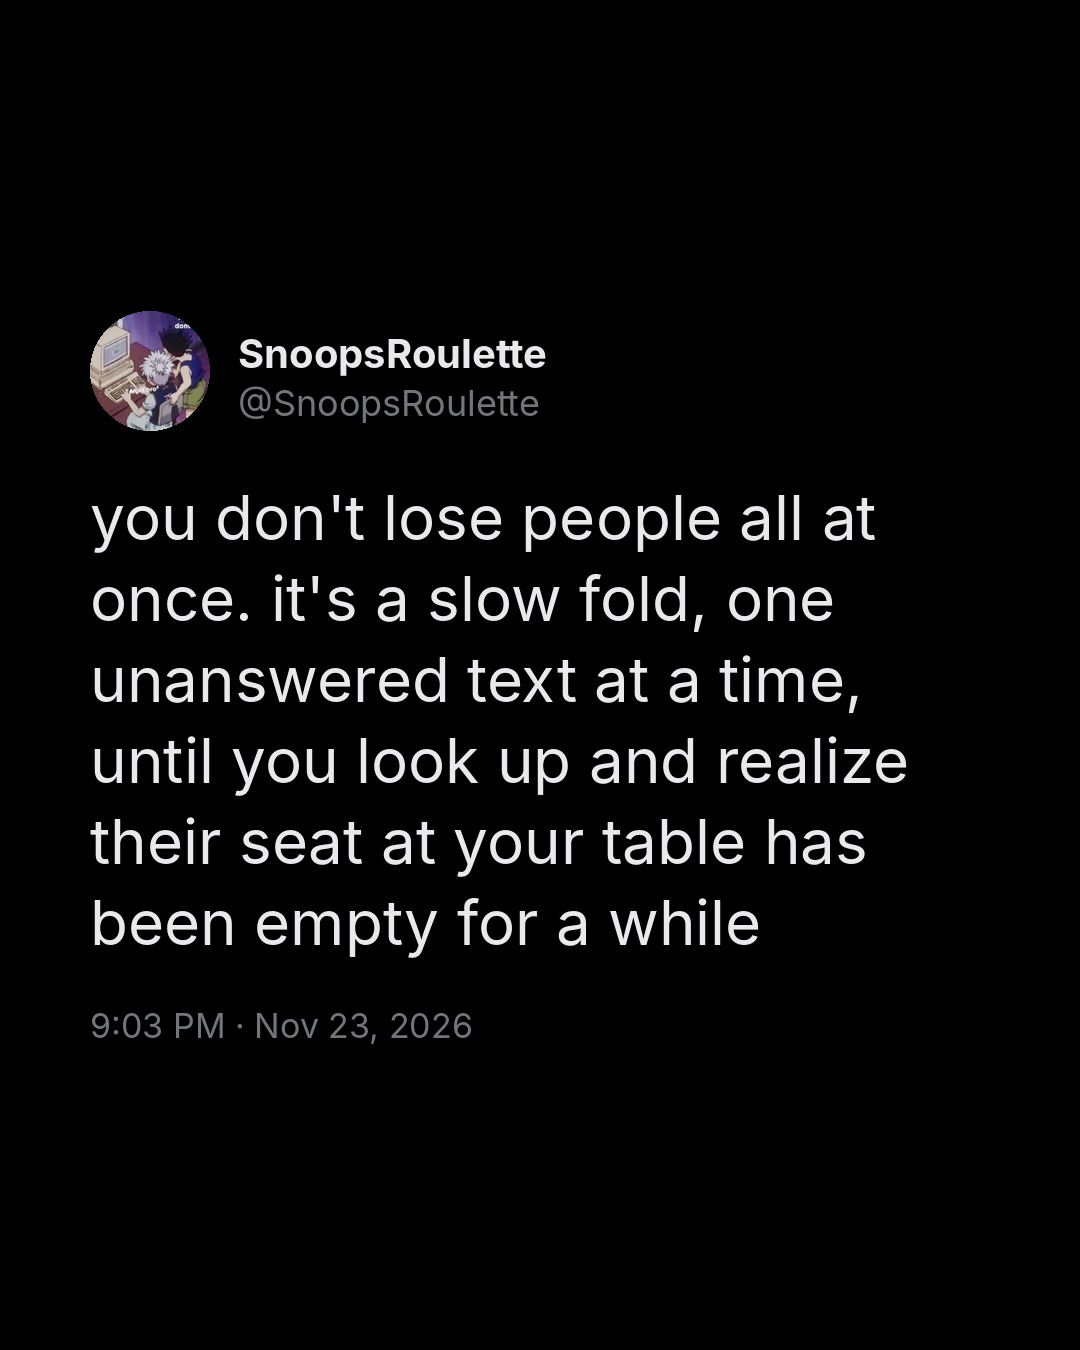 SnoopsRoulette
@SnoopsRoulette
you don't lose people all at
once. it's a slow fold, one
unanswered text at a time,
until you look up and realize
their seat at your table has
been empty for a while
9:03 PM · Nov 23, 2026